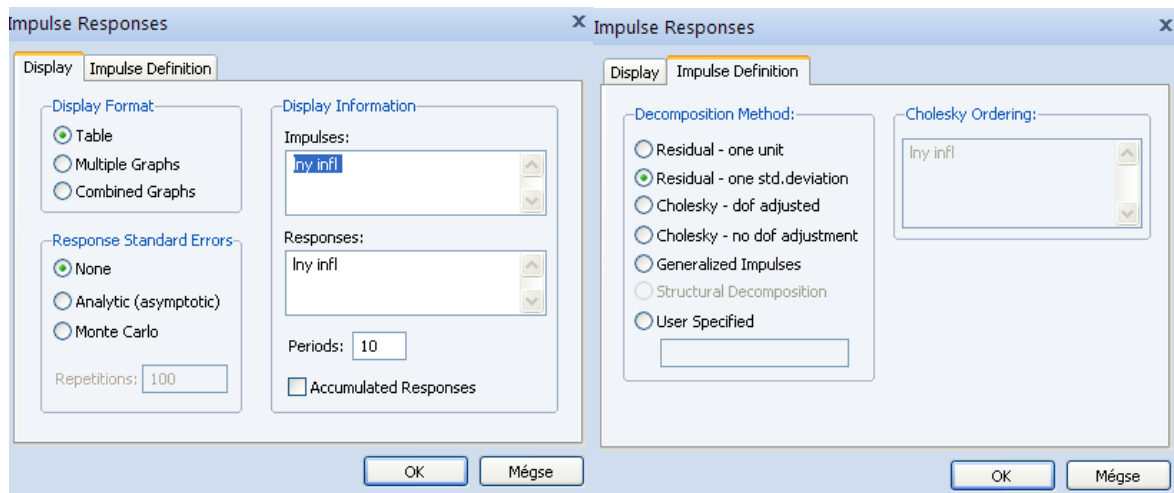 Impulse Responses
Display
Impulse Definition
Display Format
Table
Multiple Graphs
Combined Graphs
Response Standard Errors
None
Analytic (asymptotic)
Monte Carlo
Repetitions: 100
Display Information
Impulses:
lny infl
Responses:
lny infl
Periods: 10
Accumulated Responses
OK
Mégse
Impulse Responses
Display
Impulse Definition
Decomposition Method:
Residual - one unit
Residual - one std.deviation
Cholesky - dof adjusted
Cholesky - no dof adjustment
Generalized Impulses
Structural Decomposition
User Specified
Cholesky Ordering:
lny infl
OK
Mégse